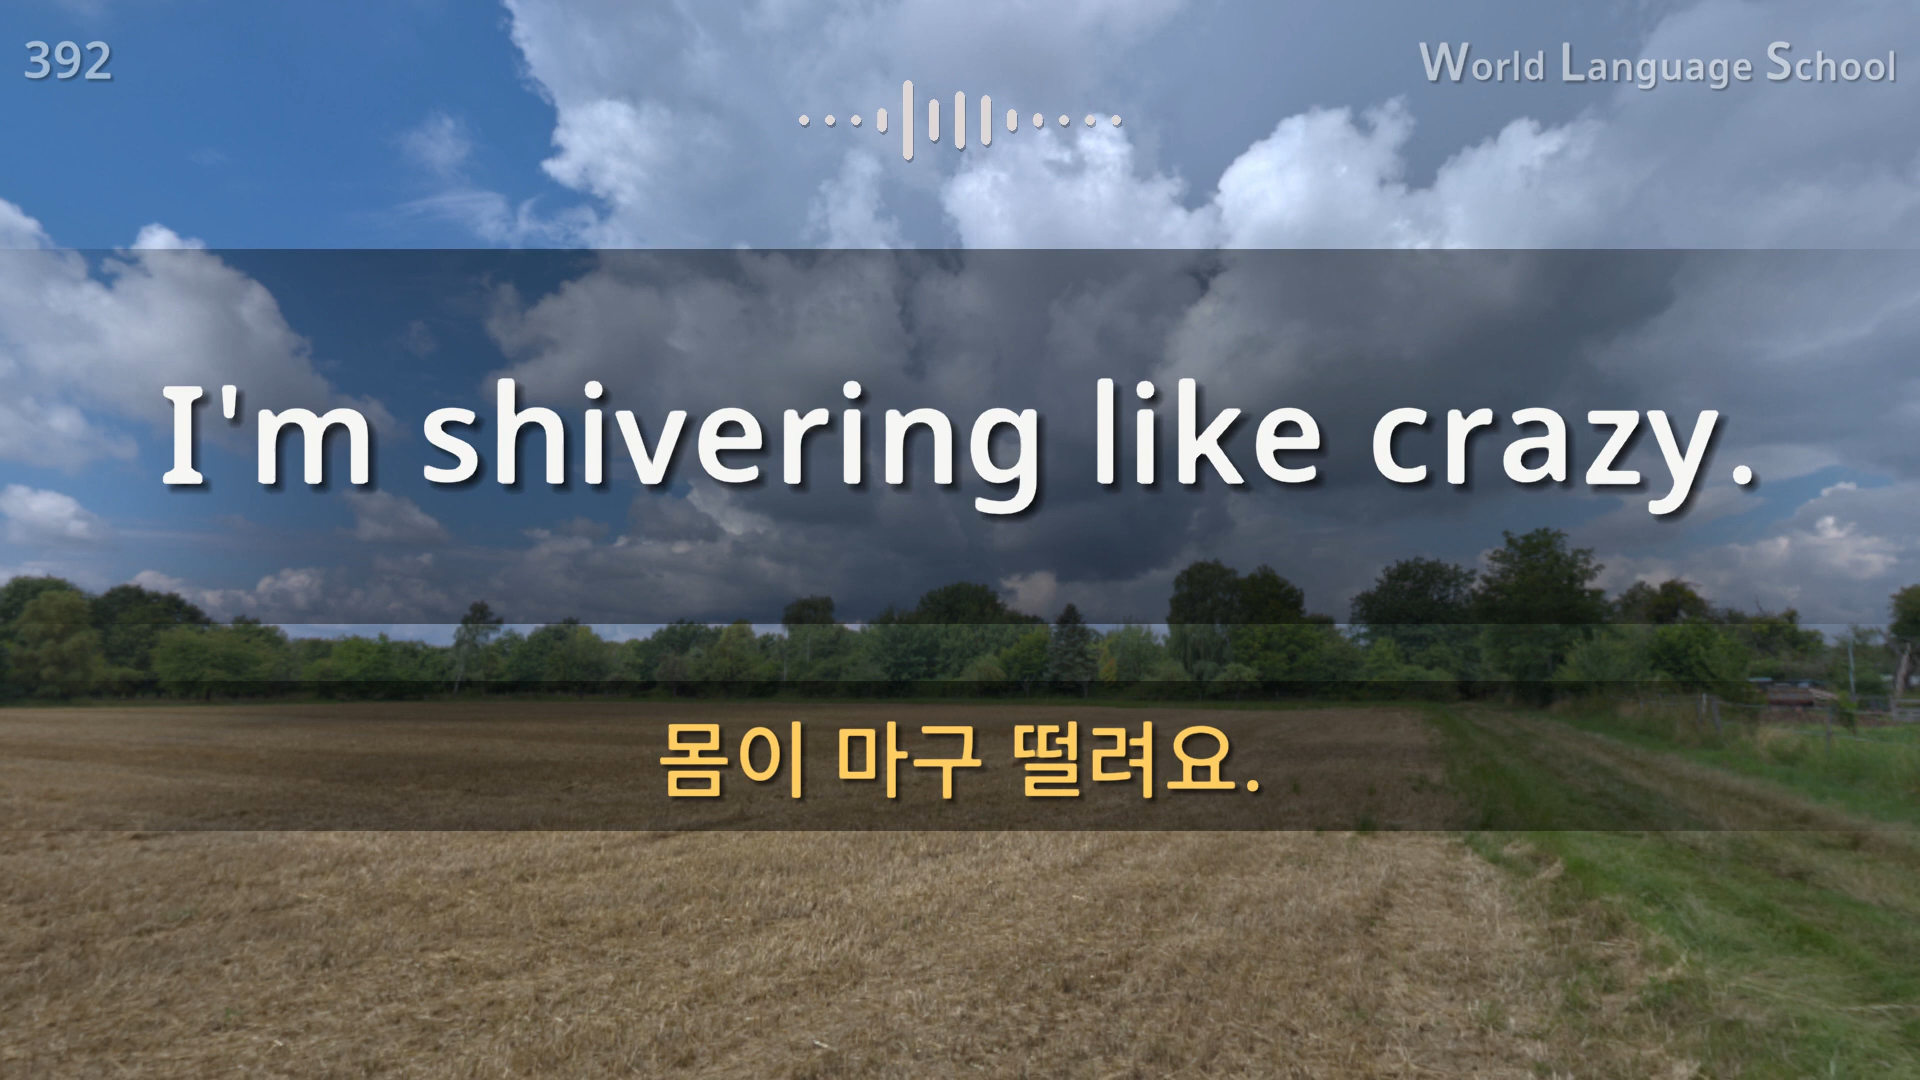 392
World Language School
I'm shivering like crazy.
몸이 마구 떨려요.